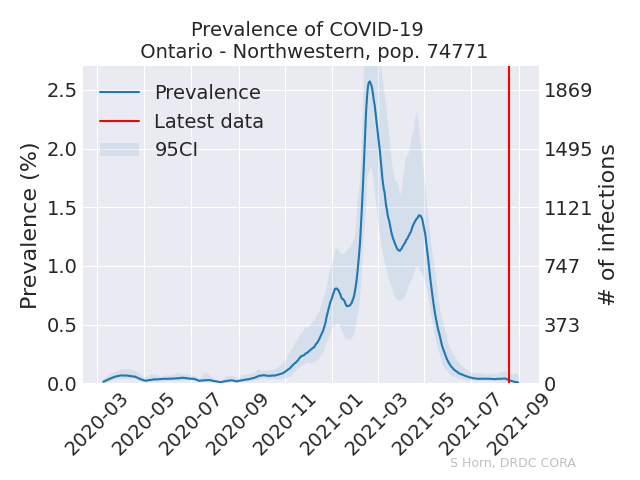 Prevalence of COVID-19
Ontario - Northwestern, pop. 74771
Prevalence (%)
2.5
2.0
1.5
1.0
0.5
0.0
Prevalence
Latest data
95CI
1869
1495
1121
747
373
0
# of infections
2020-03
2020-05
2020-07
2020-09
2020-11
2021-01
2021-03
2021-05
2021-07
2021-09
S Horn, DRDC CORA